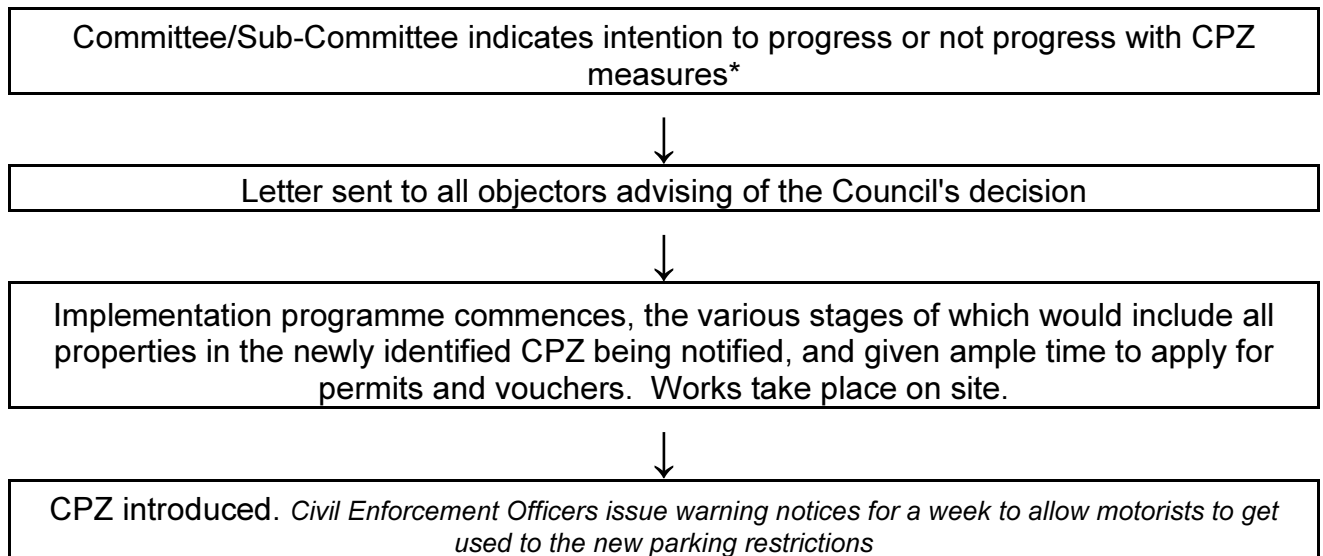 Committee/Sub-Committee indicates intention to progress or not progress with CPZ
measures*
↓
Letter sent to all objectors advising of the Council's decision
↓
Implementation programme commences, the various stages of which would include all
properties in the newly identified CPZ being notified, and given ample time to apply for
permits and vouchers.  Works take place on site.
↓
CPZ introduced. Civil Enforcement Officers issue warning notices for a week to allow motorists to get
used to the new parking restrictions